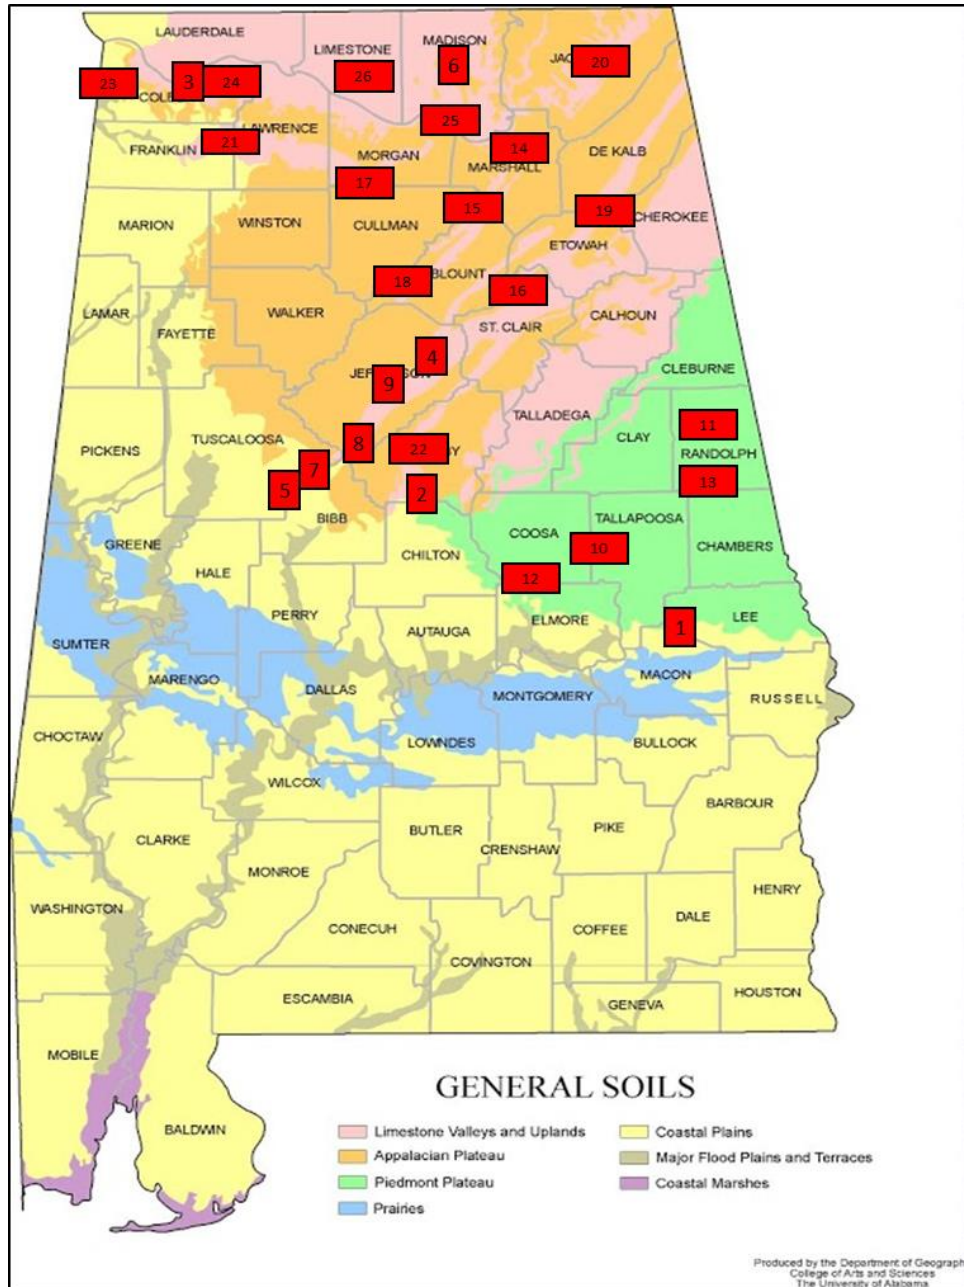 LAUDERDALE
LIMESTONE
MADISON
JAC
20
23
3
24
26
6
COL
25
21
LAWRENCE
FRANKLIN
MORGAN
14
MARSHALL
DE KALB
17
15
19
CHEROKEE
MARION
WINSTON
CULLMAN
ETOWAH
18
BLOUNT
16
LAMAR
WALKER
CALHOUN
FAYETTE
ST. CLAIR
4
JEF
SON
9
CLEBURNE
TALLADEGA
11
TUSCALOOSA
8
22
Y
CLAY
PICKENS
RANDOLPH
7
13
5
2
BIBB
TALLAPOOSA
COOSA
GREENE
CHILTON
10
CHAMBERS
HALE
12
PERRY
ELMORE
LEE
AUTAUGA
1
SUMTER
MACON
MARENGO
DALLAS
MONTGOMERY
RUSSELL
CHOCTAW
LOWNDES
BULLOCK
WILCOX
BARBOUR
BUTLER
PIKE
CLARKE
CRENSHAW
MONROE
HENRY
WASHINGTON
DALE
CONECUH
COFFEE
COVINGTON
ESCAMBIA
HOUSTON
GENEVA
MOBILE
BALDWIN
GENERAL SOILS
Limestone Valleys and Uplands
Appalacian Plateau
Piedmont Plateau
Prairies
Coastal Plains
Major Flood Plains and Terraces
Coastal Marshes
Produced by the Department of Geograph
College of Arts and Sciences
The University of Alabama